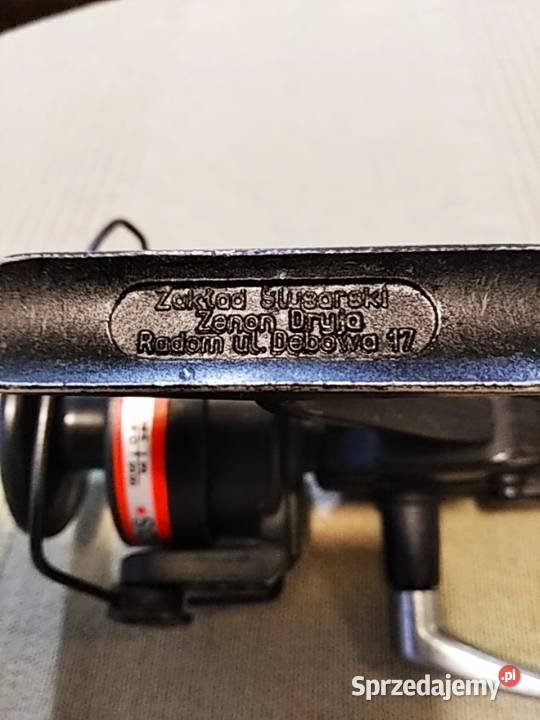 Zakład Ślusarski
Zenon Dryja
Radom ul. Dębowa 17
Sprzedajemy.pl